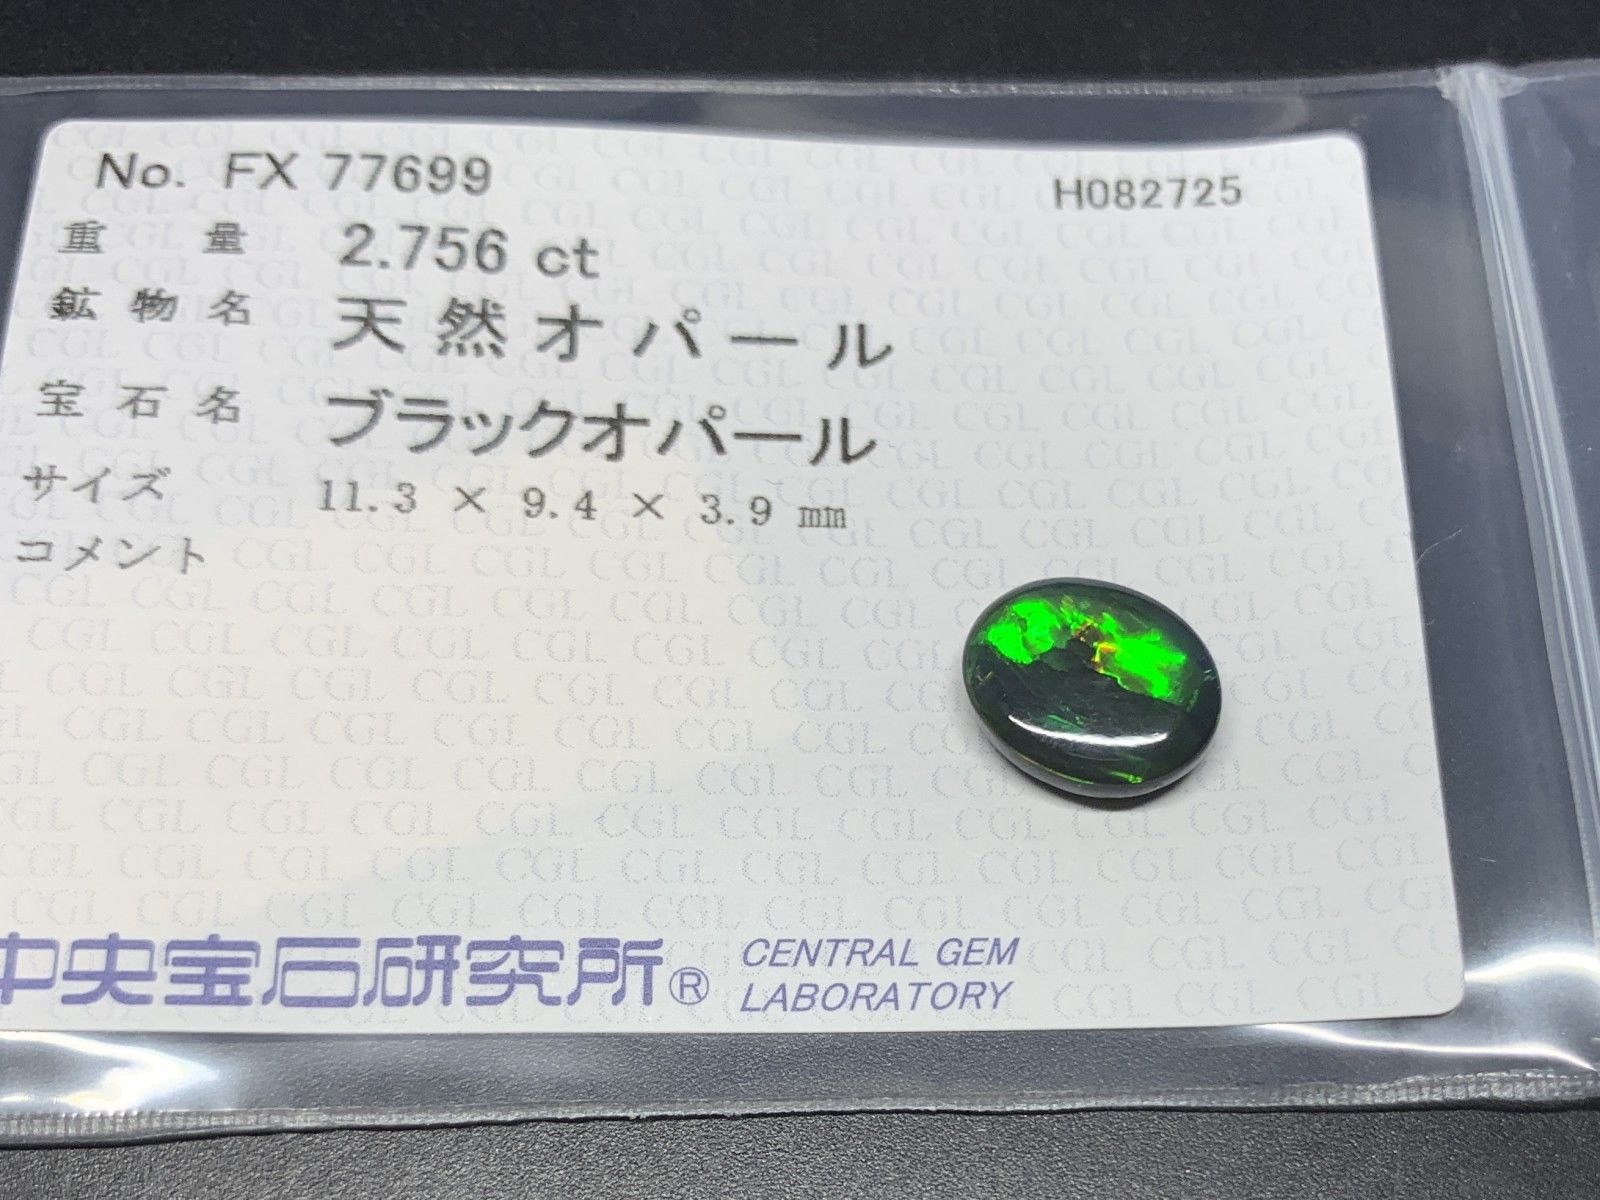 No. FX 77699 H082725
重量 2.756 ct
鉱物名 天然オパール
宝石名 ブラックオパール
サイズ 11.3 × 9.4 × 3.9 mm
コメント
中央宝石研究所® CENTRAL GEM
LABORATORY